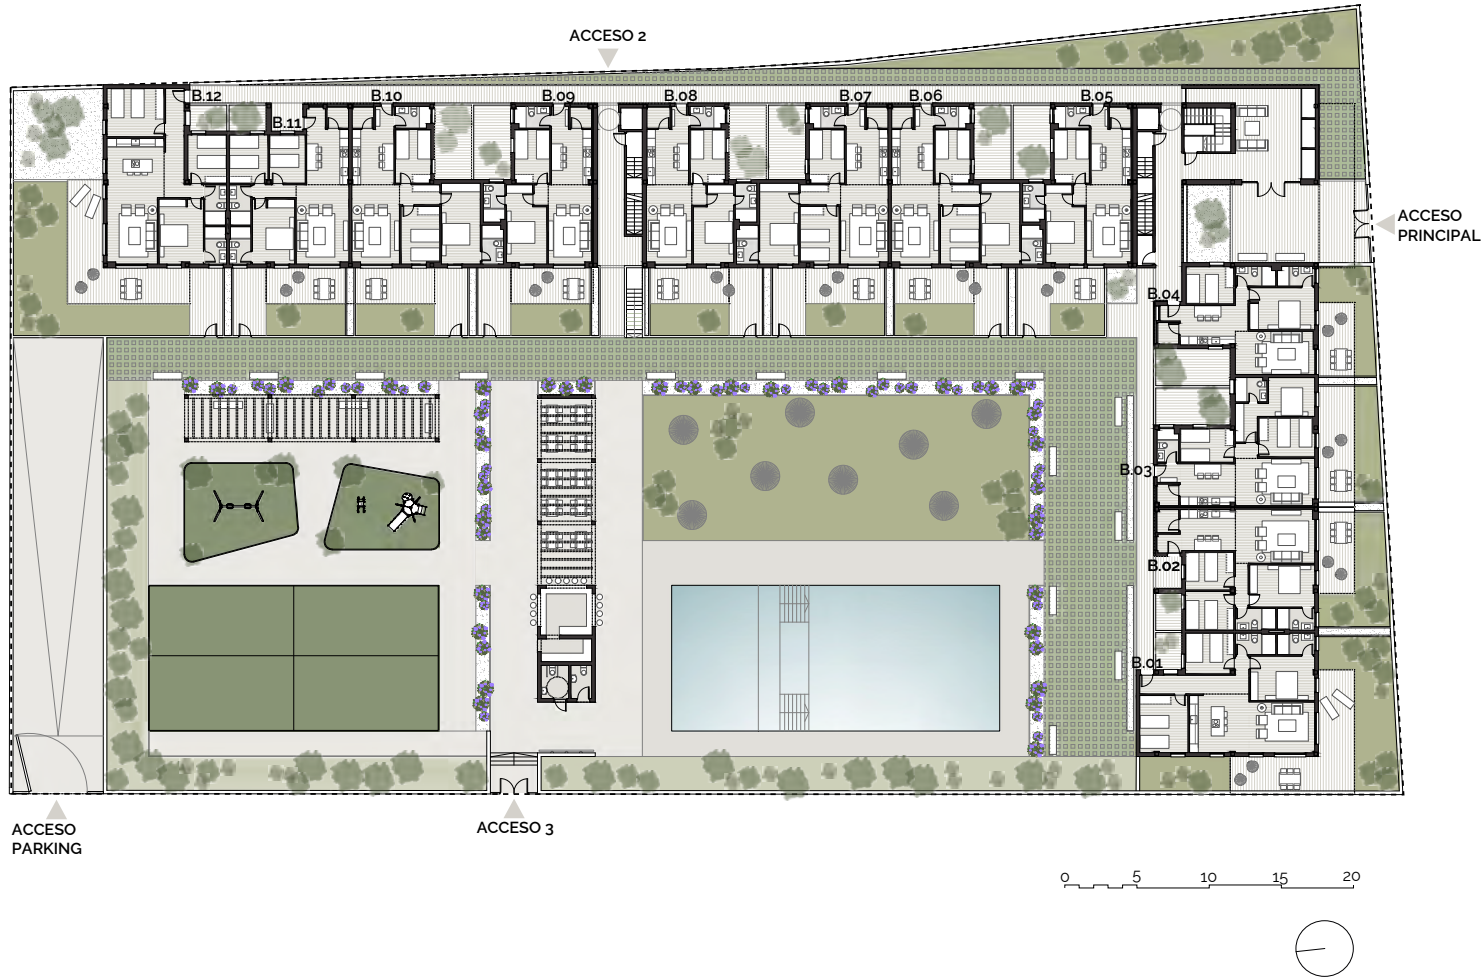 ACCESO 2
B.12
B.10
B.09
B.08
B.07
B.06
B.05
B.11
ACCESO
PRINCIPAL
B.04
B.03
B.02
B.01
ACCESO 3
ACCESO
PARKING
0 5 10 15 20